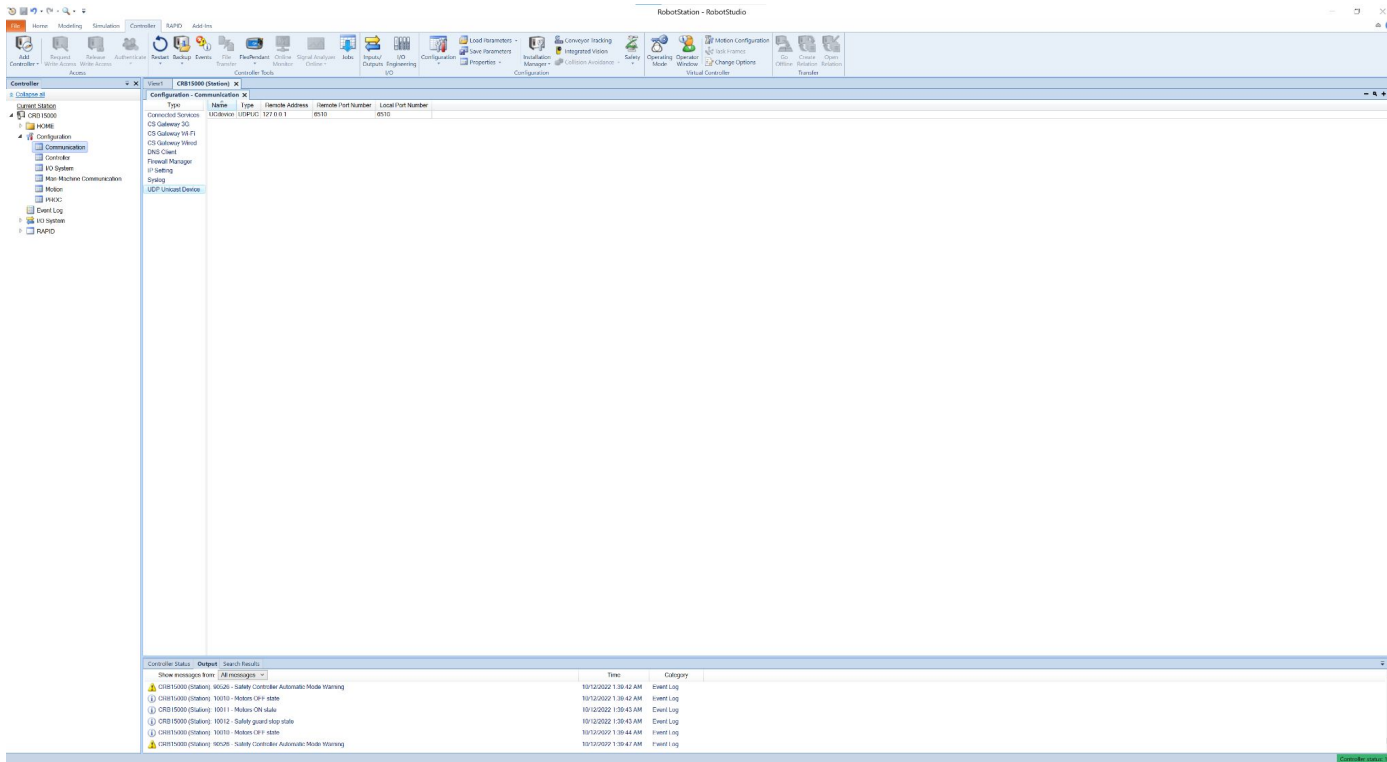 RobotStation - RobotStudio
File Home Modeling Simulation Controller RAPID Add-Ins
Add Controller
Request Write Access
Release Write Access
Authenticate
Access
Restart Backup Events
File Transfer
FlexPendant
Online Monitor
Signal Analyzer Online
Jobs
Controller Tools
Inputs/ Outputs
I/O Engineering
I/O
Configuration
Load Parameters
Save Parameters
Properties
Installation Manager
Conveyor Tracking
Integrated Vision
Collision Avoidance
Safety
Configuration
Operating Mode
Operator Window
Motion Configuration
Task Frames
Change Options
Virtual Controller
Go Offline
Create Relation
Open Relation
Transfer
Controller
Collapse all
Current Station
CRB15000
HOME
Configuration
Communication
Controller
I/O System
Man-Machine Communication
Motion
PROC
Event Log
I/O System
RAPID
View1 CRB15000 (Station)
Configuration - Communication
Type
Connected Services
CS Gateway 3G
CS Gateway Wi-Fi
CS Gateway Wired
DNS Client
Firewall Manager
IP Setting
Syslog
UDP Unicast Device
Name Type Remote Address Remote Port Number Local Port Number
UCdevice UDPUC 127.0.0.1 6510 6510
Controller Status Output Search Results
Show messages from: All messages Time Category
CRB15000 (Station): 90526 - Safety Controller Automatic Mode Warning 10/12/2022 1:39:42 AM Event Log
CRB15000 (Station): 10010 - Motors OFF state 10/12/2022 1:39:42 AM Event Log
CRB15000 (Station): 10011 - Motors ON state 10/12/2022 1:39:43 AM Event Log
CRB15000 (Station): 10012 - Safety guard stop state 10/12/2022 1:39:43 AM Event Log
CRB15000 (Station): 10010 - Motors OFF state 10/12/2022 1:39:44 AM Event Log
CRB15000 (Station): 90526 - Safety Controller Automatic Mode Warning 10/12/2022 1:39:47 AM Event Log
Controller status: